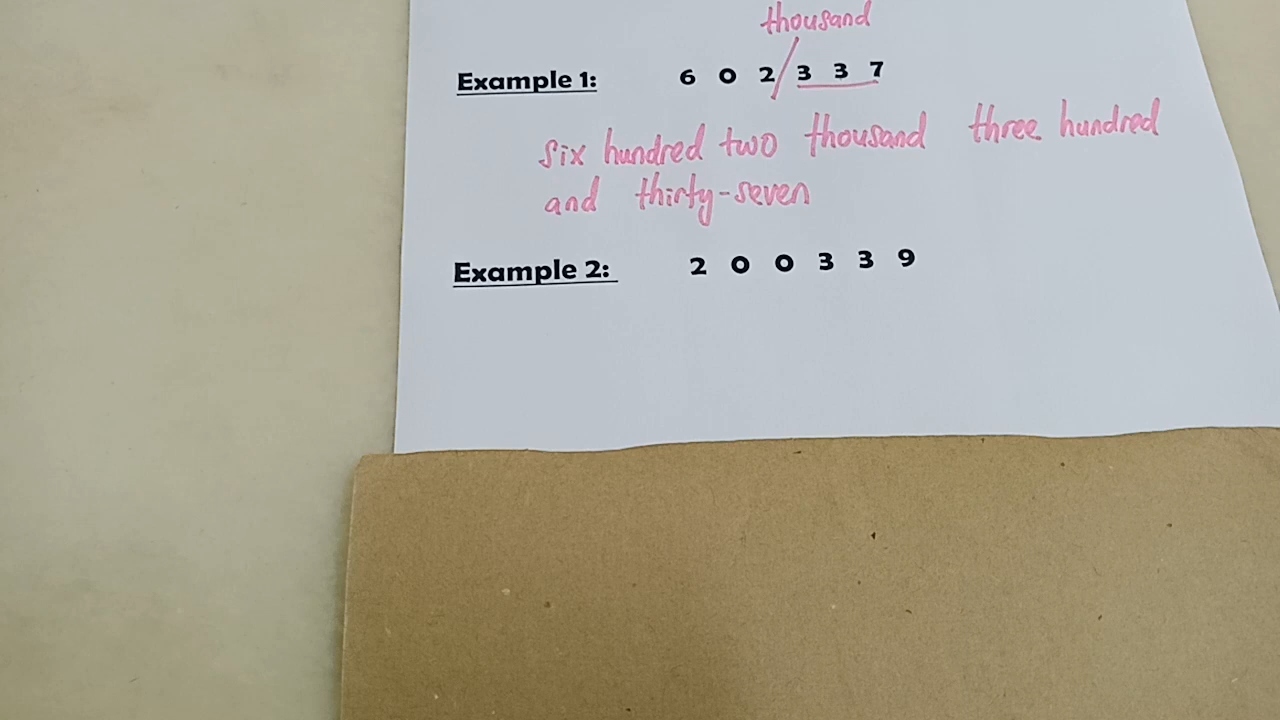 thousand
Example 1: 6 0 2/3 3 7
six hundred two thousand three hundred
and thirty-seven
Example 2: 2 0 0 3 3 9